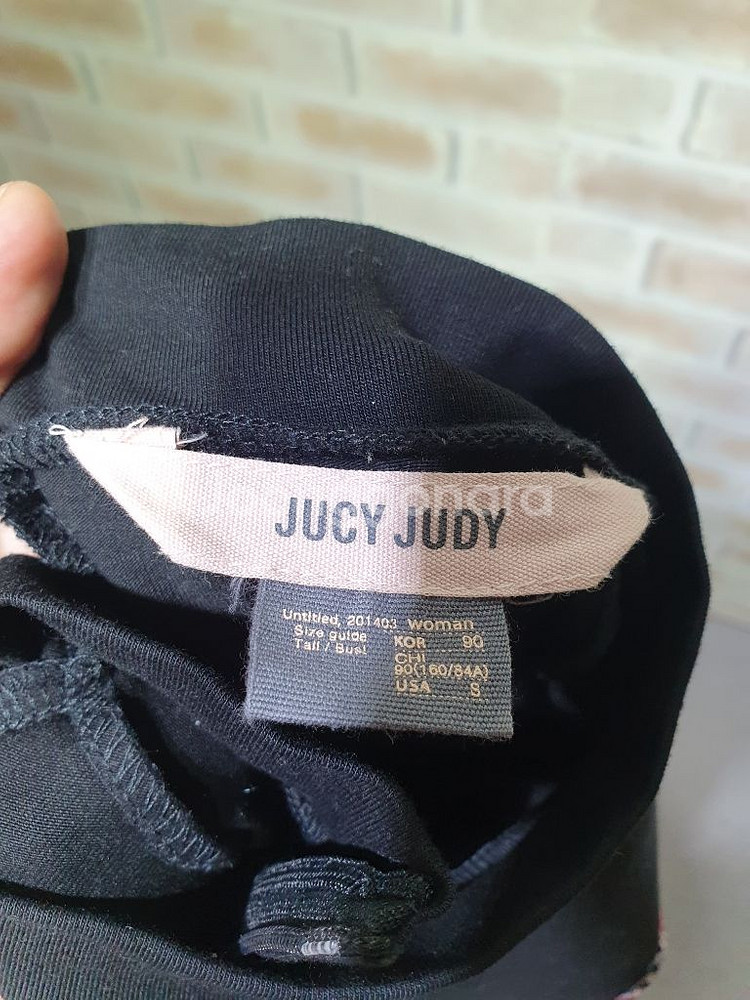 JUCY JUDY
Untitled, 201403 woman
Size guide KOR 90
Tall / Bust CHI
90(160/84A)
USA S